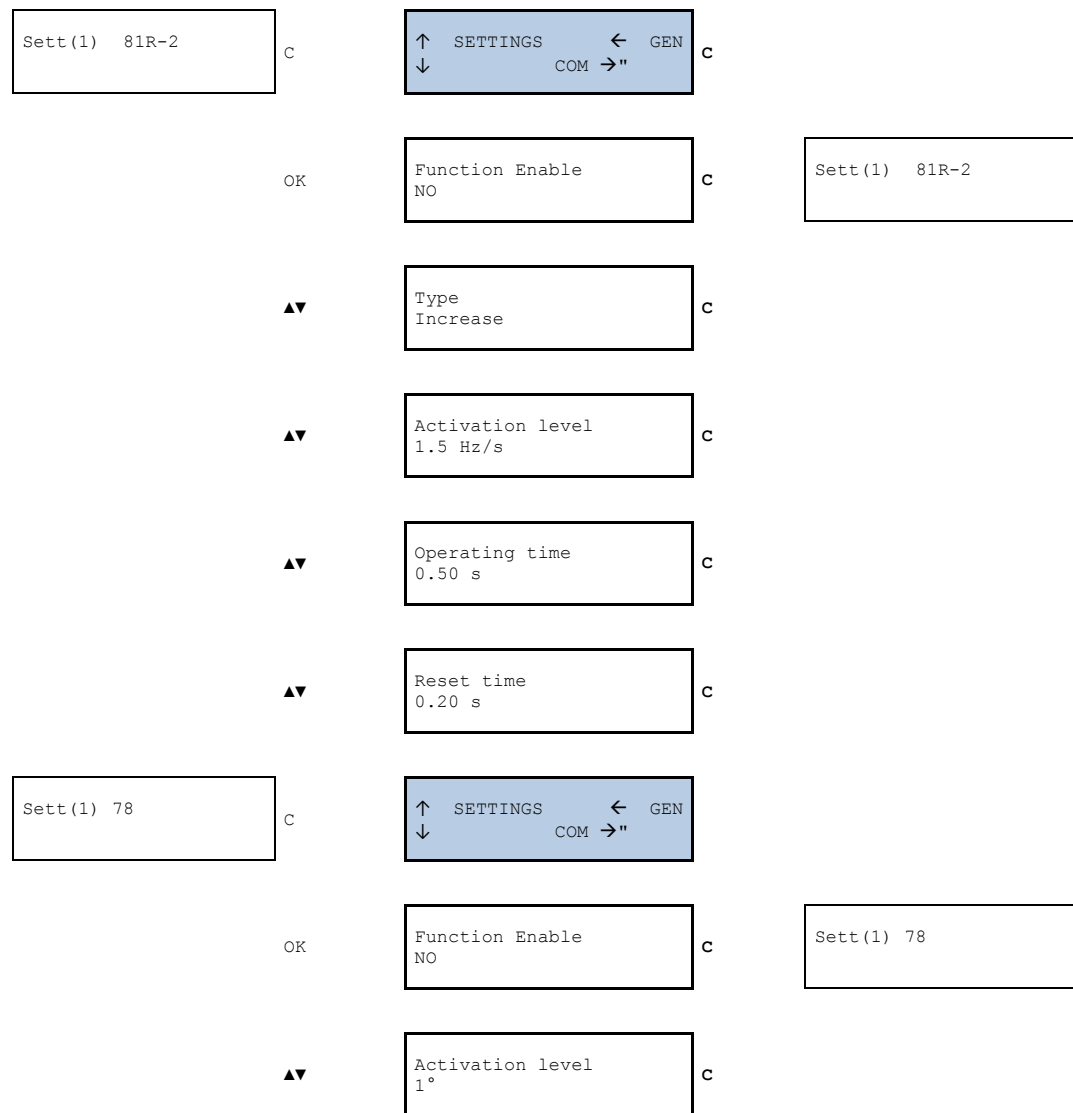 Sett(1) 81R-2
C
↑ SETTINGS ← GEN
↓ COM →"
C
OK
Function Enable
NO
C
Sett(1) 81R-2
▲▼
Type
Increase
C
▲▼
Activation level
1.5 Hz/s
C
▲▼
Operating time
0.50 s
C
▲▼
Reset time
0.20 s
C
Sett(1) 78
C
↑ SETTINGS ← GEN
↓ COM →"
OK
Function Enable
NO
C
Sett(1) 78
▲▼
Activation level
1°
C